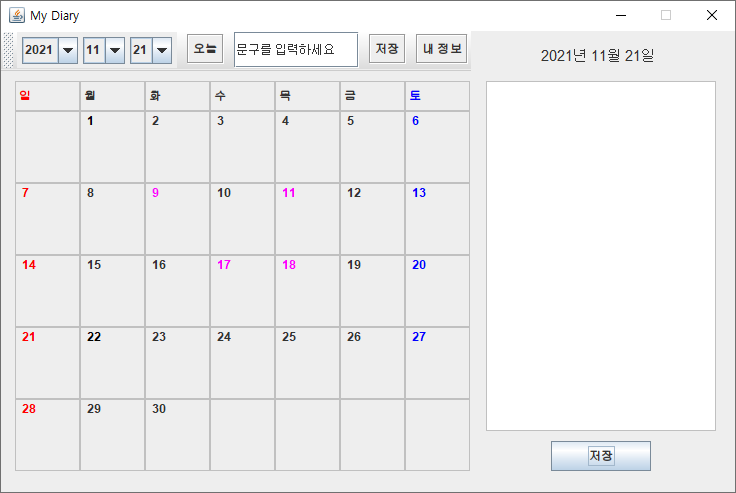 My Diary
2021 11 21 오늘 문구를 입력하세요 저장 내 정보
2021년 11월 21일
일 월 화 수 목 금 토
1 2 3 4 5 6
7 8 9 10 11 12 13
14 15 16 17 18 19 20
21 22 23 24 25 26 27
28 29 30
저장